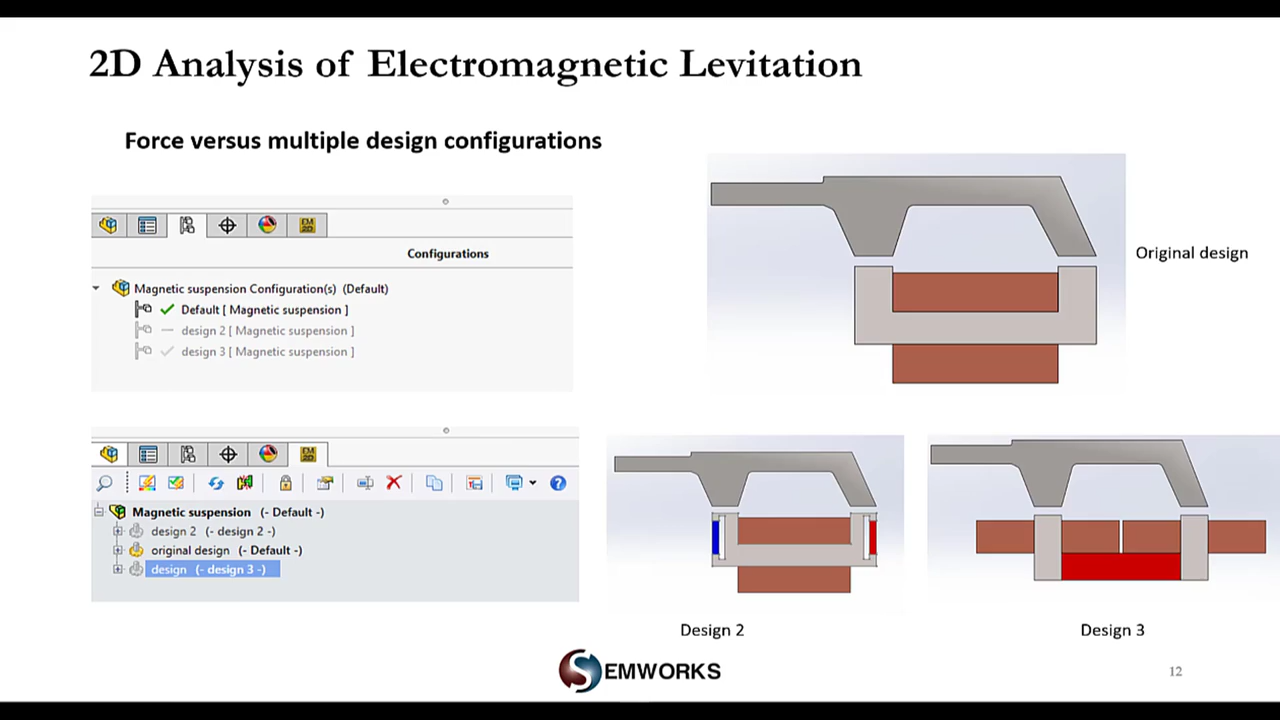 2D Analysis of Electromagnetic Levitation
Force versus multiple design configurations
Configurations
Magnetic suspension Configuration(s) (Default)
Default [ Magnetic suspension ]
design 2 [ Magnetic suspension ]
design 3 [ Magnetic suspension ]
Original design
EM
2D
Magnetic suspension (- Default -)
design 2 (- design 2 -)
original design (- Default -)
design (- design 3 -)
Design 2
Design 3
EMWORKS
12